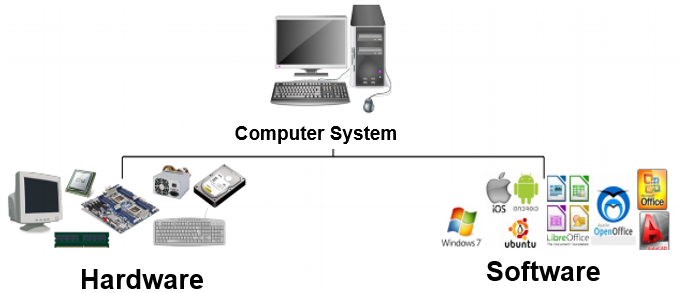 Computer System
iOS
ANDROID
Windows 7
ubuntu
LibreOffice
OpenOffice
Office
Hardware
Software